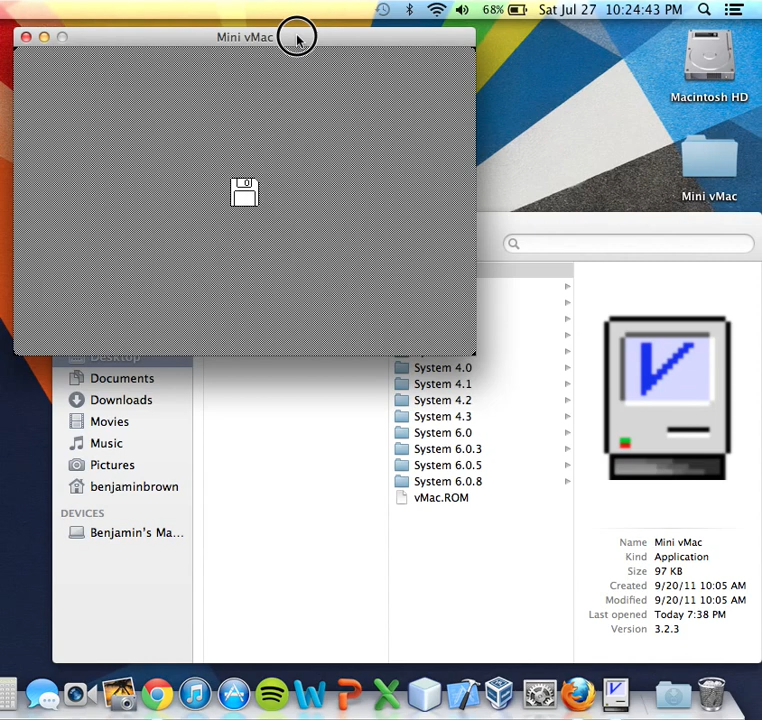 68% Sat Jul 27 10:24:43 PM
Mini vMac
Macintosh HD
Mini vMac
Desktop
Documents
Downloads
Movies
Music
Pictures
benjaminbrown
DEVICES
Benjamin's Ma...
System 4.0
System 4.1
System 4.2
System 4.3
System 6.0
System 6.0.3
System 6.0.5
System 6.0.8
vMac.ROM
Name Mini vMac
Kind Application
Size 97 KB
Created 9/20/11 10:05 AM
Modified 9/20/11 10:05 AM
Last opened Today 7:38 PM
Version 3.2.3